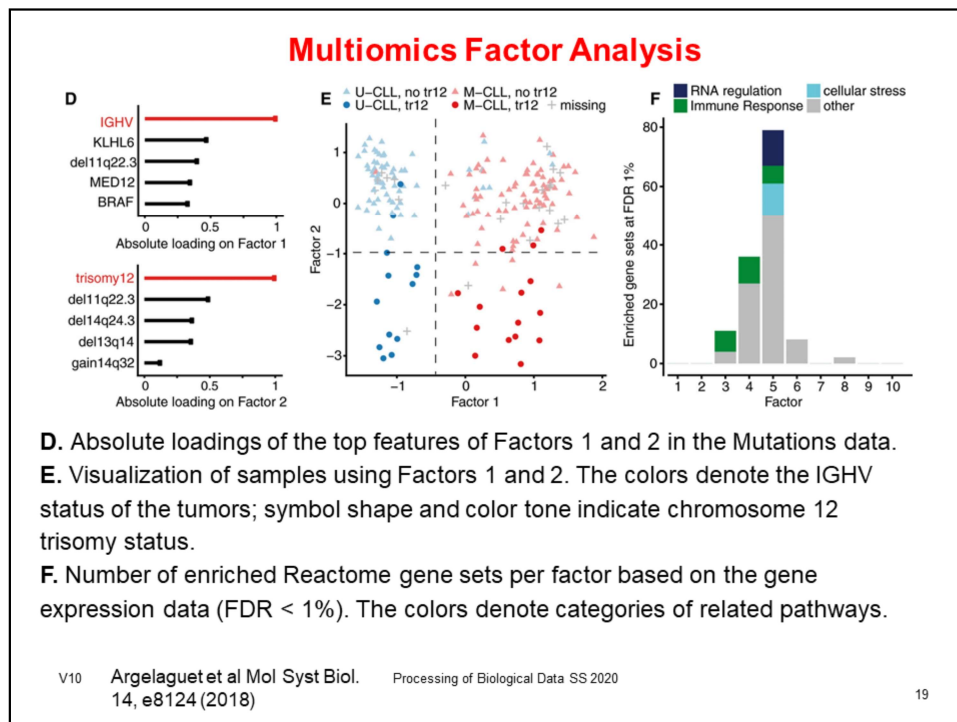 Multiomics Factor Analysis
D
IGHV
KLHL6
del11q22.3
MED12
BRAF
0 0.5 1
Absolute loading on Factor 1
trisomy12
del11q22.3
del14q24.3
del13q14
gain14q32
0 0.5 1
Absolute loading on Factor 2
E
U−CLL, no tr12 M−CLL, no tr12
U−CLL, tr12 M−CLL, tr12 missing
Factor 2
1
0
−1
−2
−3
−1 0 1 2
Factor 1
F
RNA regulation cellular stress
Immune Response other
Enriched gene sets at FDR 1%
80
60
40
20
0
1 2 3 4 5 6 7 8 9 10
Factor
D. Absolute loadings of the top features of Factors 1 and 2 in the Mutations data.
E. Visualization of samples using Factors 1 and 2. The colors denote the IGHV
status of the tumors; symbol shape and color tone indicate chromosome 12
trisomy status.
F. Number of enriched Reactome gene sets per factor based on the gene
expression data (FDR < 1%). The colors denote categories of related pathways.
V10 Argelaguet et al Mol Syst Biol. Processing of Biological Data SS 2020
14, e8124 (2018)
19